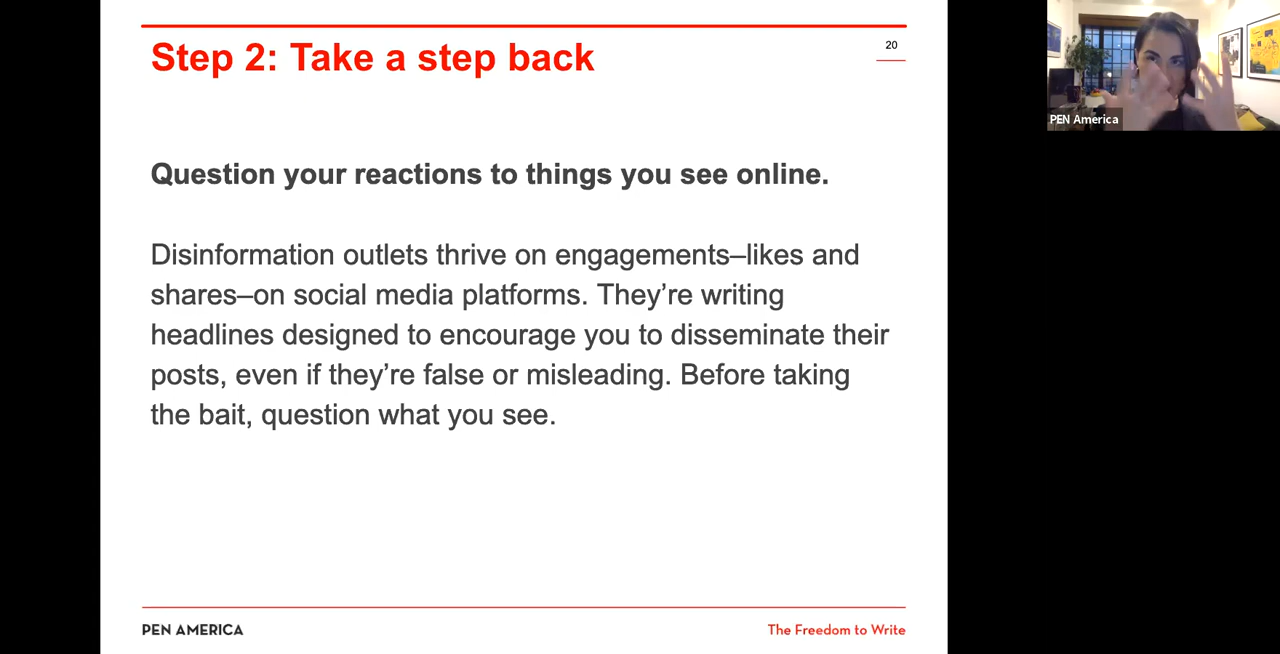 Step 2: Take a step back
20
PEN America
Question your reactions to things you see online.
Disinformation outlets thrive on engagements–likes and
shares–on social media platforms. They’re writing
headlines designed to encourage you to disseminate their
posts, even if they’re false or misleading. Before taking
the bait, question what you see.
PEN AMERICA
The Freedom to Write